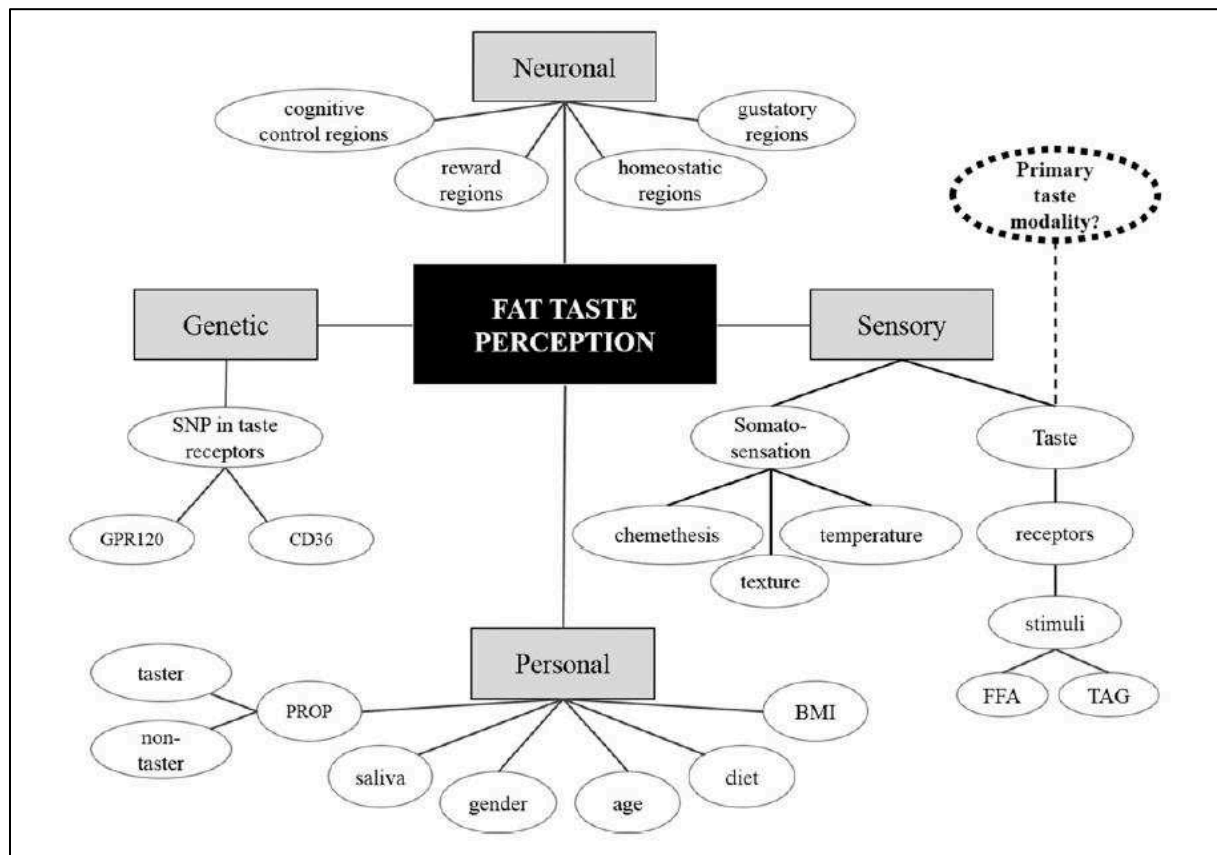 Neuronal
cognitive
control regions
gustatory
regions
reward
regions
homeostatic
regions
Primary
taste
modality?
Genetic
FAT TASTE
PERCEPTION
Sensory
SNP in taste
receptors
Somato-
sensation
Taste
GPR120
CD36
chemethesis
temperature
receptors
texture
stimuli
Personal
taster
FFA
TAG
PROP
BMI
non-
taster
saliva
diet
gender
age